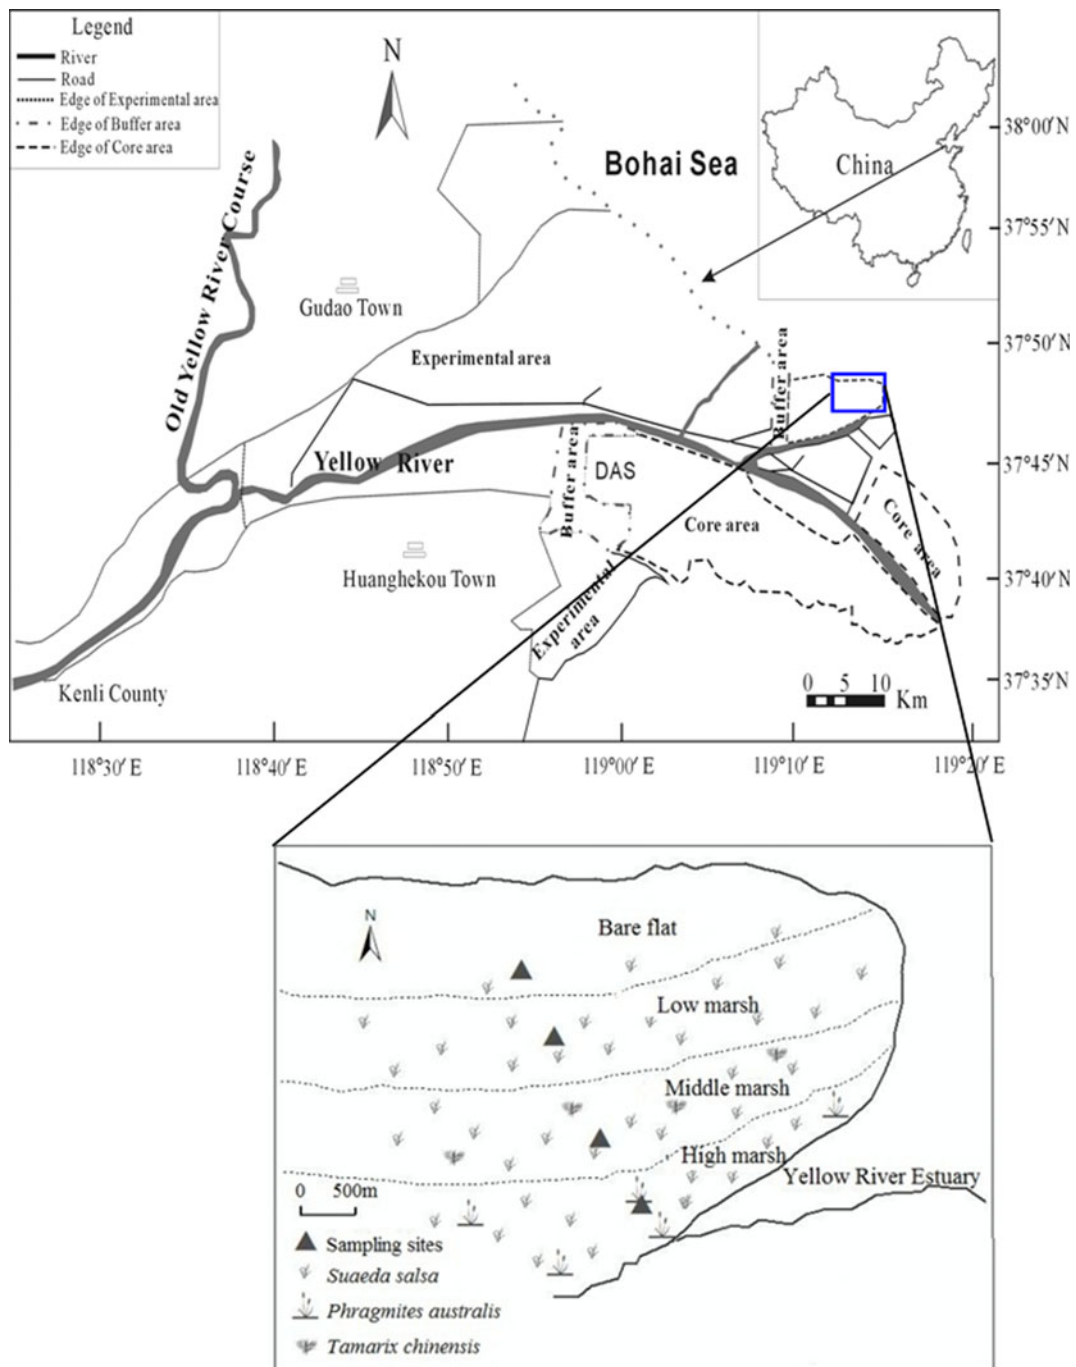 Legend
River
Road
Edge of Experimental area
Edge of Buffer area
Edge of Core area
N
Bohai Sea
China
38°00′ N
37°55′ N
37°50′ N
37°45′ N
37°40′ N
37°35′ N
Old Yellow River Course
Gudao Town
Experimental area
Buffer area
Yellow River
Buffer area
DAS
Core area
Core area
Huanghekou Town
Experimental area
Kenli County
0 5 10 Km
118°30′ E 118°40′ E 118°50′ E 119°00′ E 119°10′ E 119°20′ E
N
Bare flat
Low marsh
Middle marsh
High marsh
Yellow River Estuary
0 500m
Sampling sites
Suaeda salsa
Phragmites australis
Tamarix chinensis